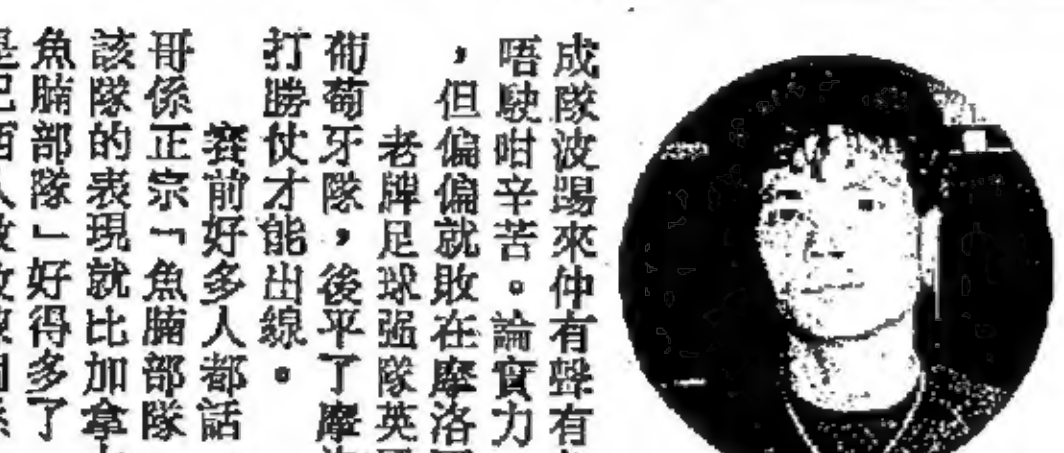 成隊波踢來仲有聲有
唔駛咁辛苦。論實力
，但偏偏就敗在摩洛
老牌足球强隊英
葡萄牙隊，後平了摩
打勝仗才能出線。
賽前好多人都話
哥係正宗「魚腩部隊
該隊的表現就比加拿
魚腩部隊」好得多了